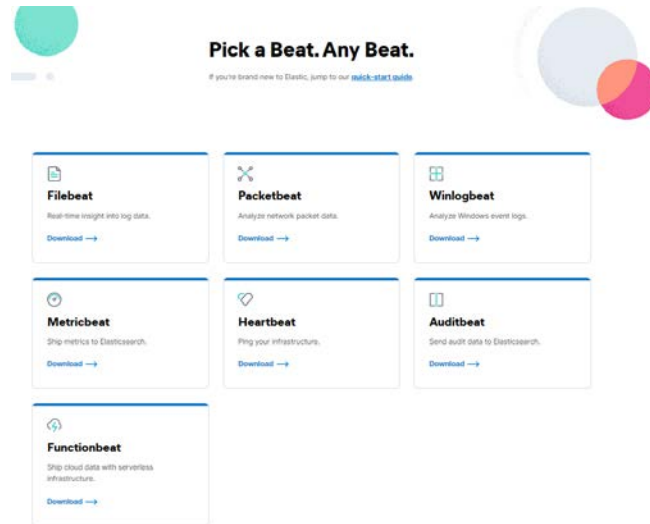 Pick a Beat. Any Beat.
If you're brand new to Elastic, jump to our quick-start guide.
Filebeat
Real-time insight into log data.
Download →
Packetbeat
Analyze network packet data.
Download →
Winlogbeat
Analyze Windows event logs.
Download →
Metricbeat
Ship metrics to Elasticsearch.
Download →
Heartbeat
Ping your infrastructure.
Download →
Auditbeat
Send audit data to Elasticsearch.
Download →
Functionbeat
Ship cloud data with serverless
infrastructure.
Download →